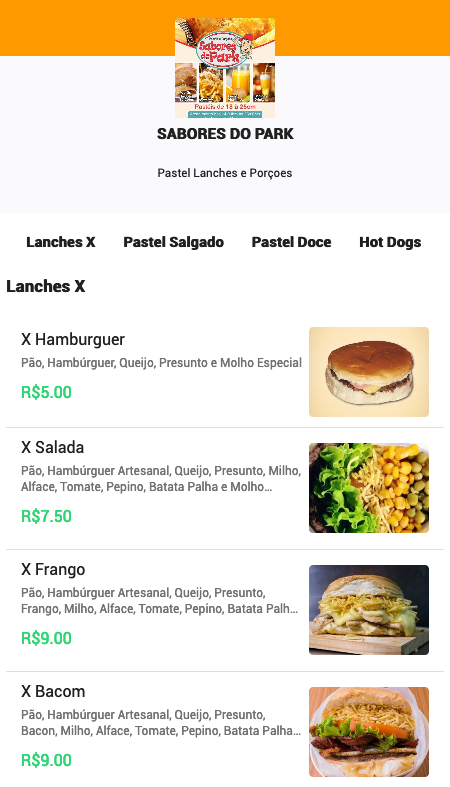 Sabores
do Park
Pastéis de 18 à 25cm
SABORES DO PARK
Pastel Lanches e Porçoes
Lanches X Pastel Salgado Pastel Doce Hot Dogs
Lanches X
X Hamburguer
Pão, Hambúrguer, Queijo, Presunto e Molho Especial
R$5.00
X Salada
Pão, Hambúrguer Artesanal, Queijo, Presunto, Milho,
Alface, Tomate, Pepino, Batata Palha e Molho...
R$7.50
X Frango
Pão, Hambúrguer Artesanal, Queijo, Presunto,
Frango, Milho, Alface, Tomate, Pepino, Batata Palh...
R$9.00
X Bacom
Pão, Hambúrguer Artesanal, Queijo, Presunto,
Bacon, Milho, Alface, Tomate, Pepino, Batata Palha...
R$9.00